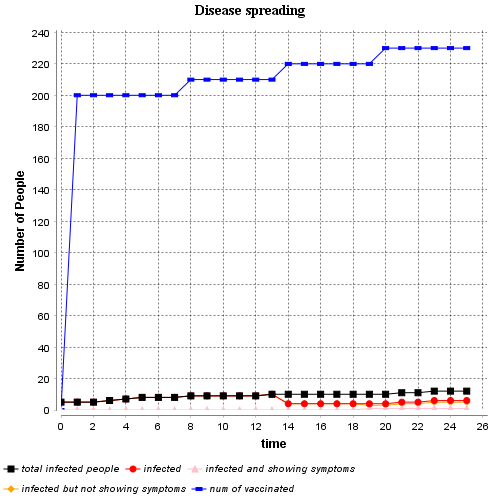 Disease spreading
240
220
200
180
160
140
120
100
80
60
40
20
0
Number of People
0 2 4 6 8 10 12 14 16 18 20 22 24 26
time
total infected people infected infected and showing symptoms
infected but not showing symptoms num of vaccinated